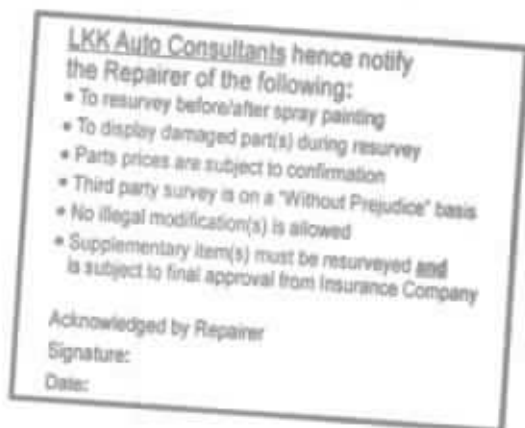 LKK Auto Consultants hence notify
the Repairer of the following:
• To resurvey before/after spray painting
• To display damaged part(s) during resurvey
• Parts prices are subject to confirmation
• Third party survey is on a "Without Prejudice" basis
• No illegal modification(s) is allowed
• Supplementary item(s) must be resurveyed and
is subject to final approval from Insurance Company
Acknowledged by Repairer
Signature:
Date: